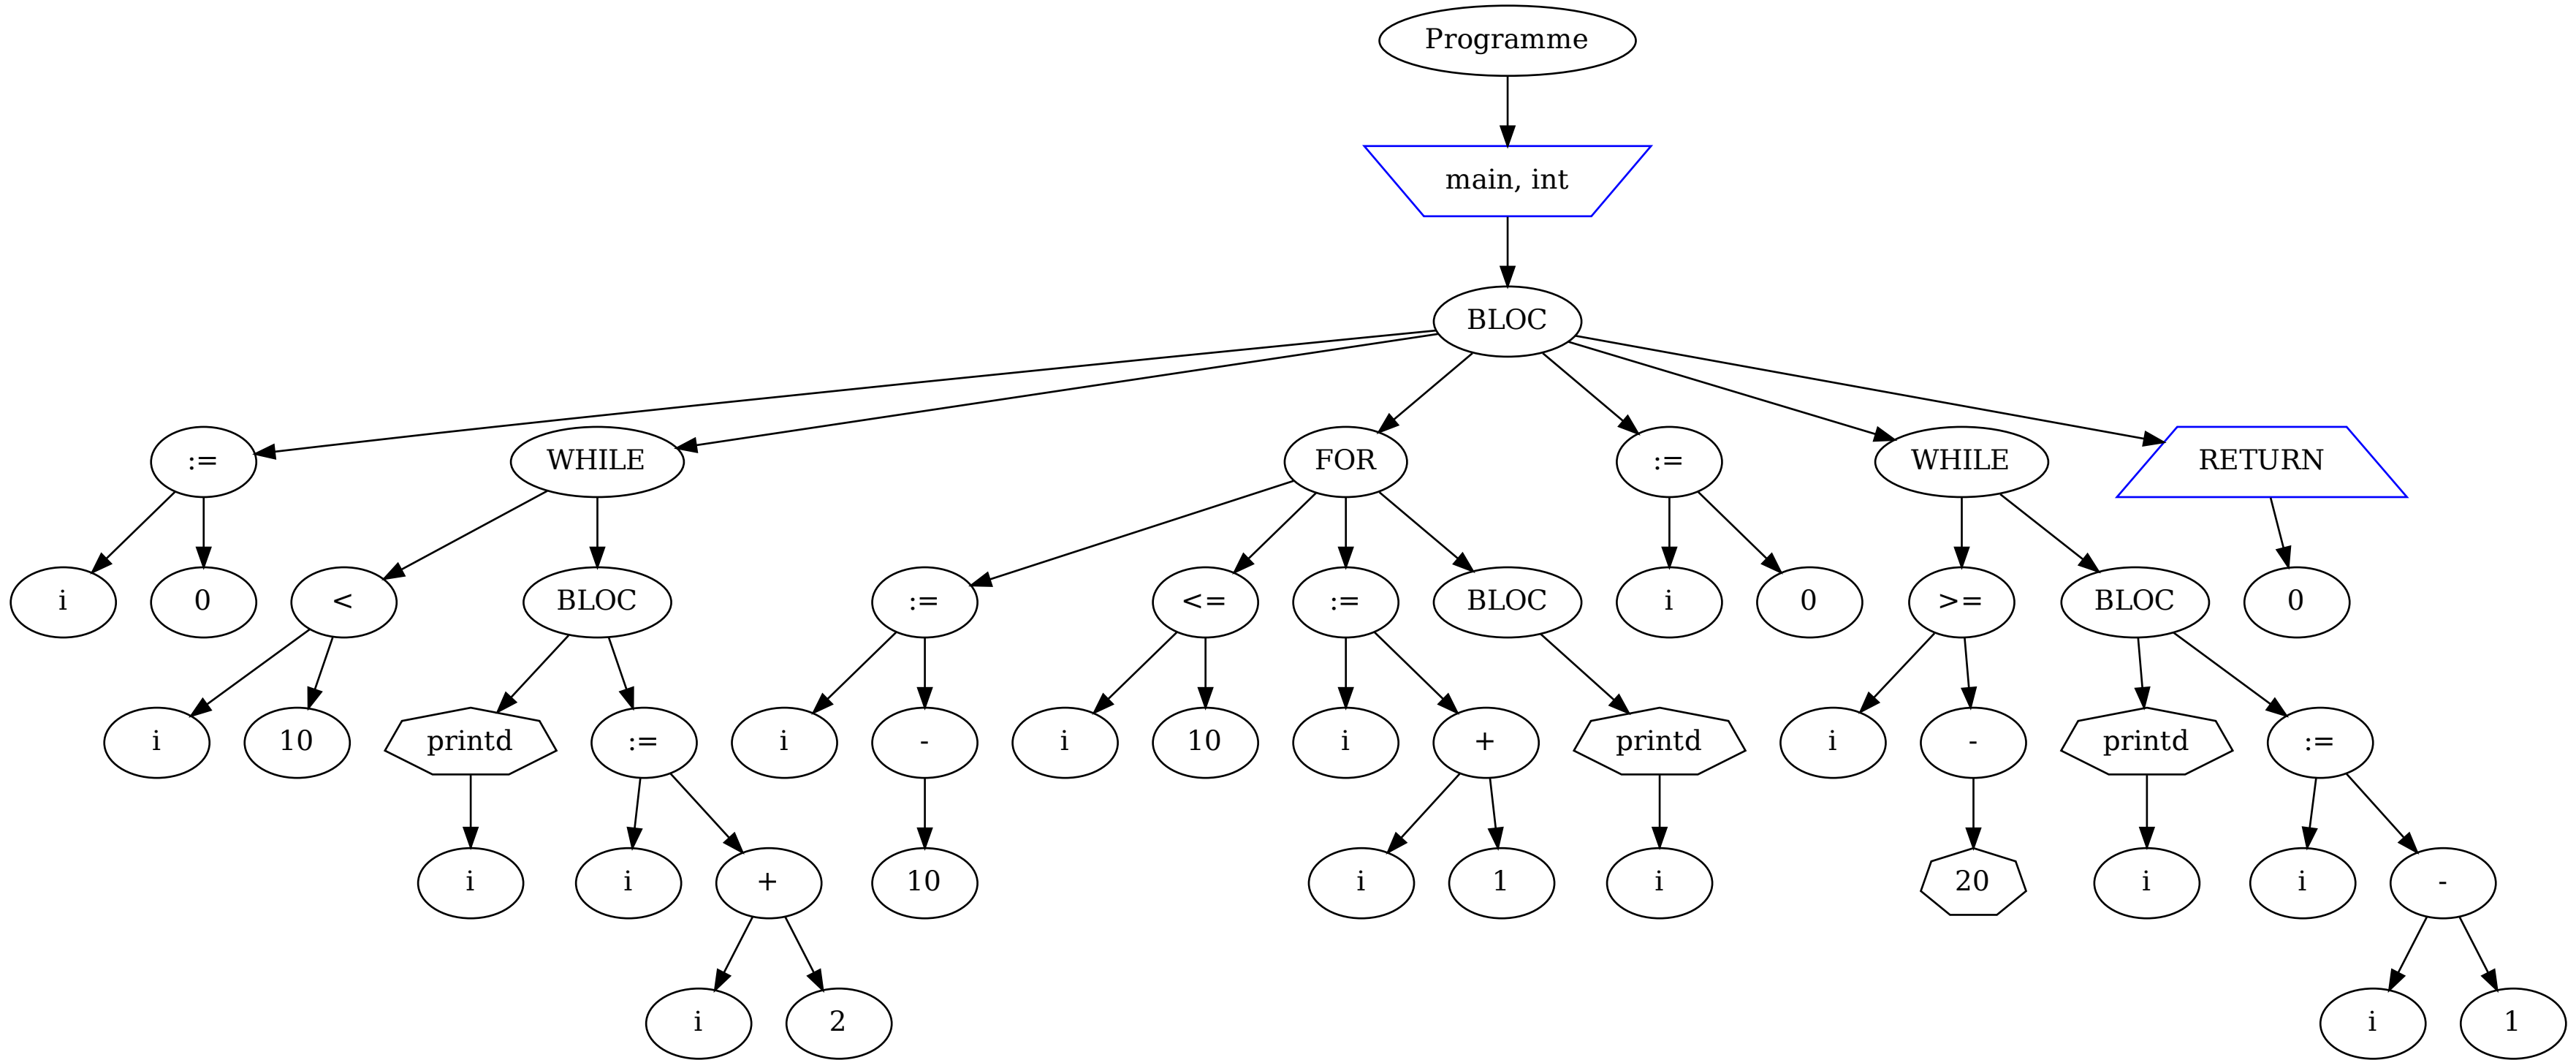 Programme
main, int
BLOC
:= WHILE FOR := WHILE RETURN
i 0 < BLOC := <= := BLOC i 0 >= BLOC 0
i 10 printd := i - i 10 i + printd i - printd :=
i i + 10 i 1 i 20 i i -
i 2 i 1